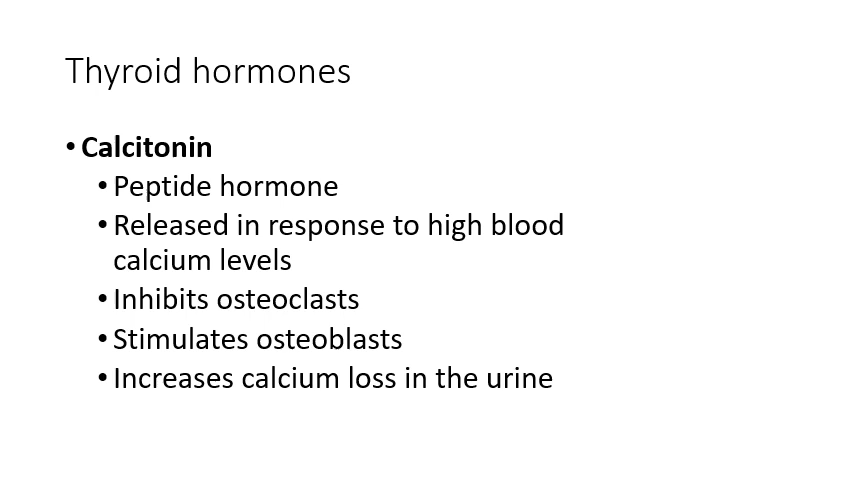 Thyroid hormones
• Calcitonin
• Peptide hormone
• Released in response to high blood
calcium levels
• Inhibits osteoclasts
• Stimulates osteoblasts
• Increases calcium loss in the urine